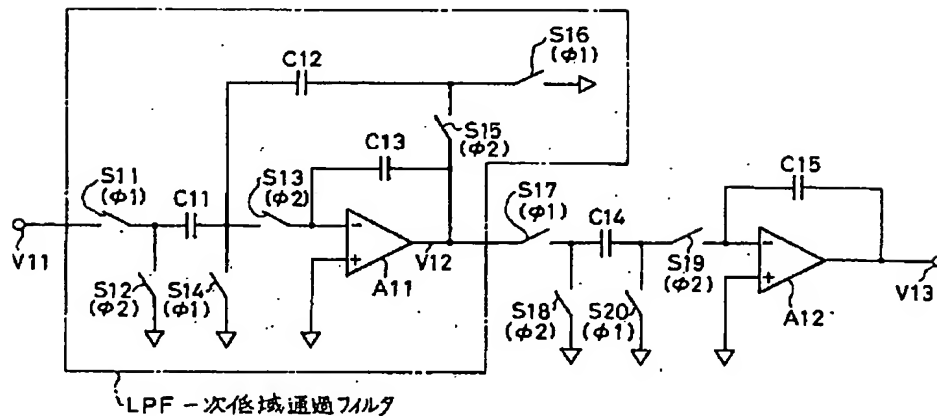 S16
(φ1)
C12
S15
(φ2)
C13
S11
(φ1)
C11
S13
(φ2)
S17
(φ1)
C14
C15
V11
S12
(φ2)
S14
(φ1)
-
+
A11
V12
S18
(φ2)
S20
(φ1)
S19
(φ2)
-
+
A12
V13
LPF 一次低域通過フィルタ